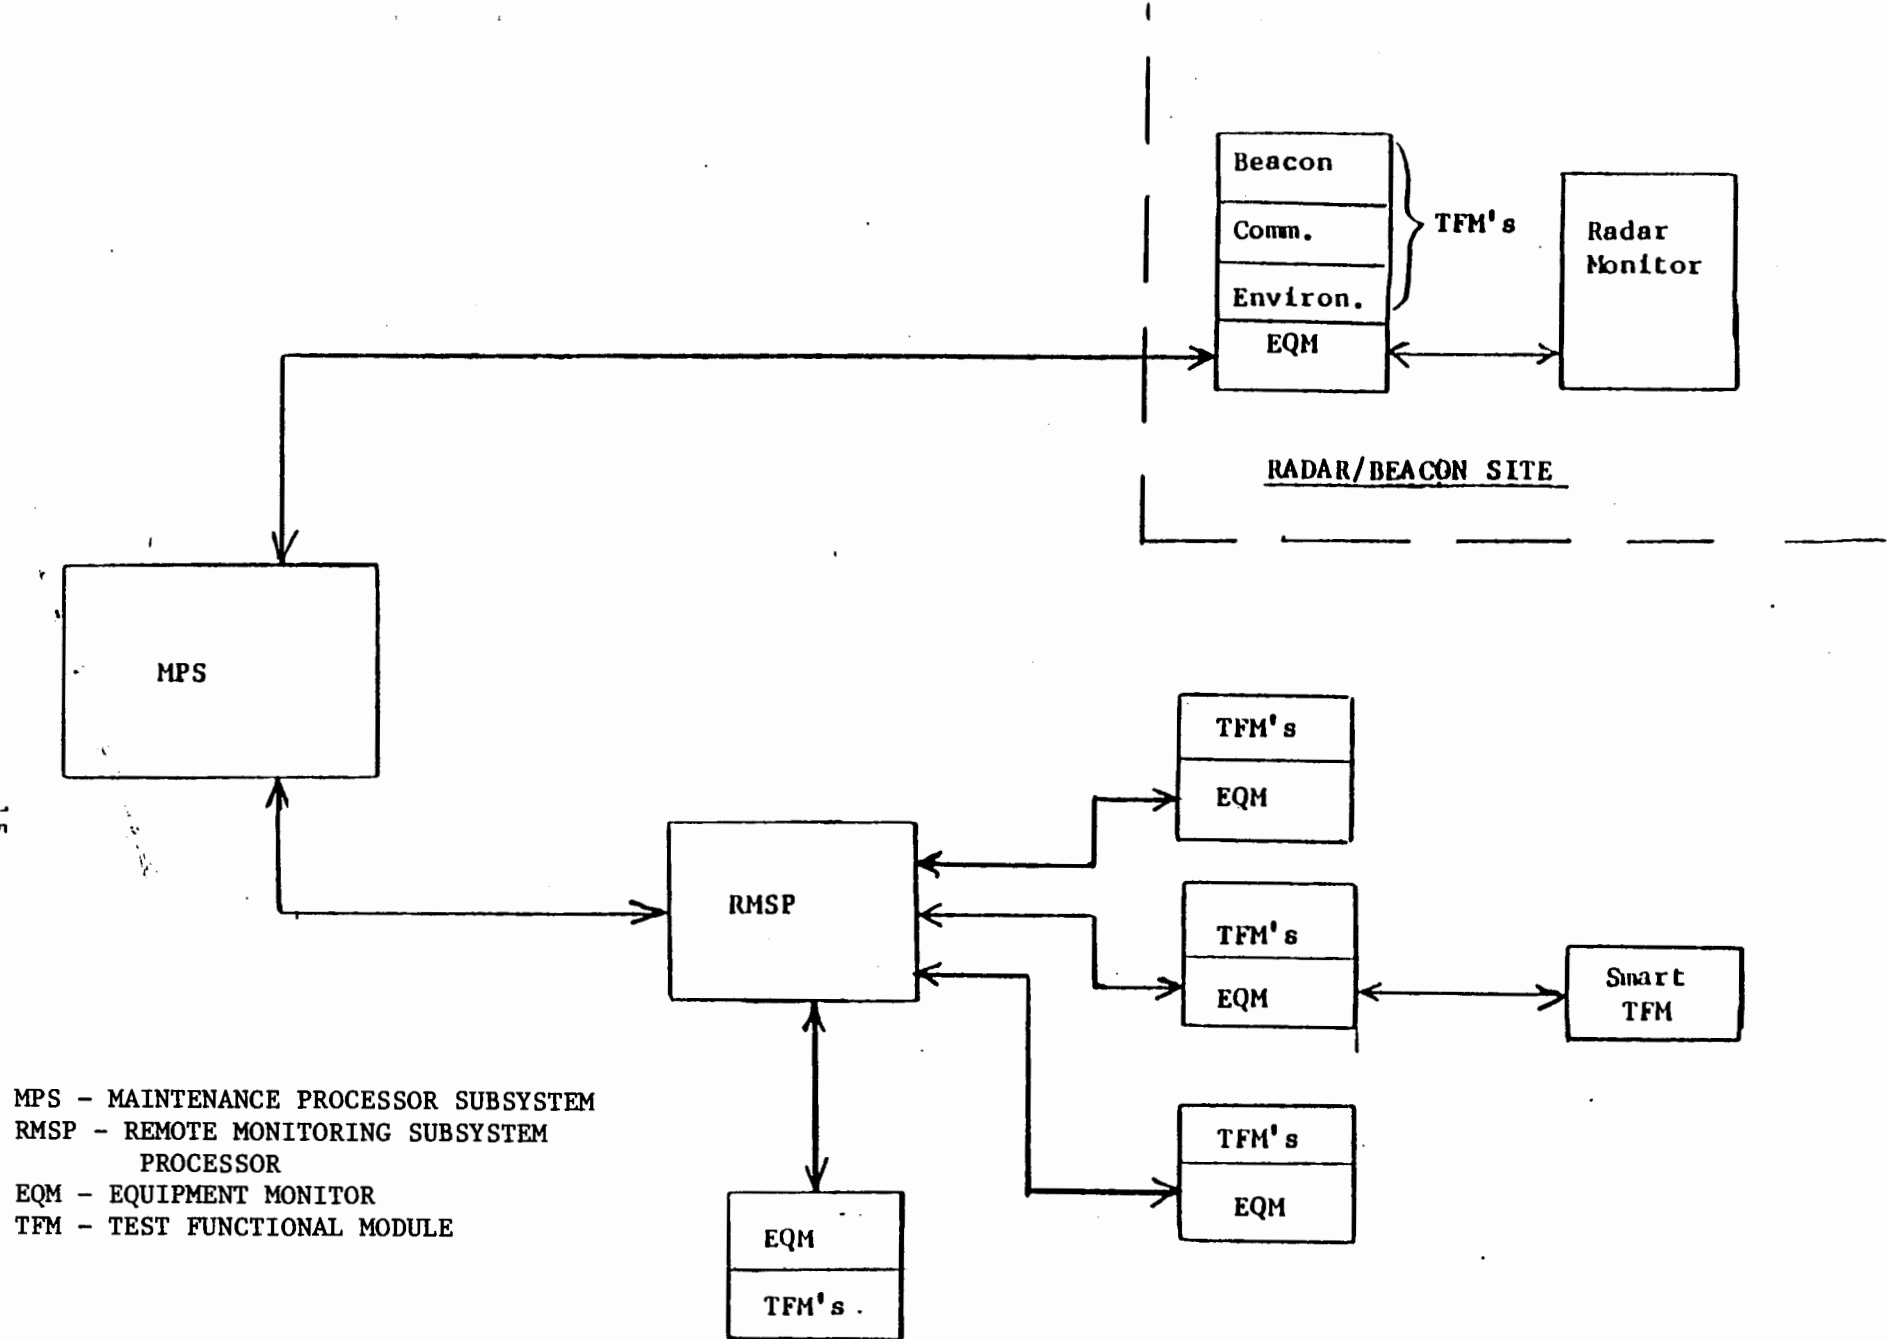 Beacon
Comm.
Environ.
EQM
TFM's
Radar
Monitor
RADAR/BEACON SITE
MPS
RMSP
TFM's
EQM
TFM's
EQM
Smart
TFM
TFM's
EQM
EQM
TFM's
MPS - MAINTENANCE PROCESSOR SUBSYSTEM
RMSP - REMOTE MONITORING SUBSYSTEM
PROCESSOR
EQM - EQUIPMENT MONITOR
TFM - TEST FUNCTIONAL MODULE